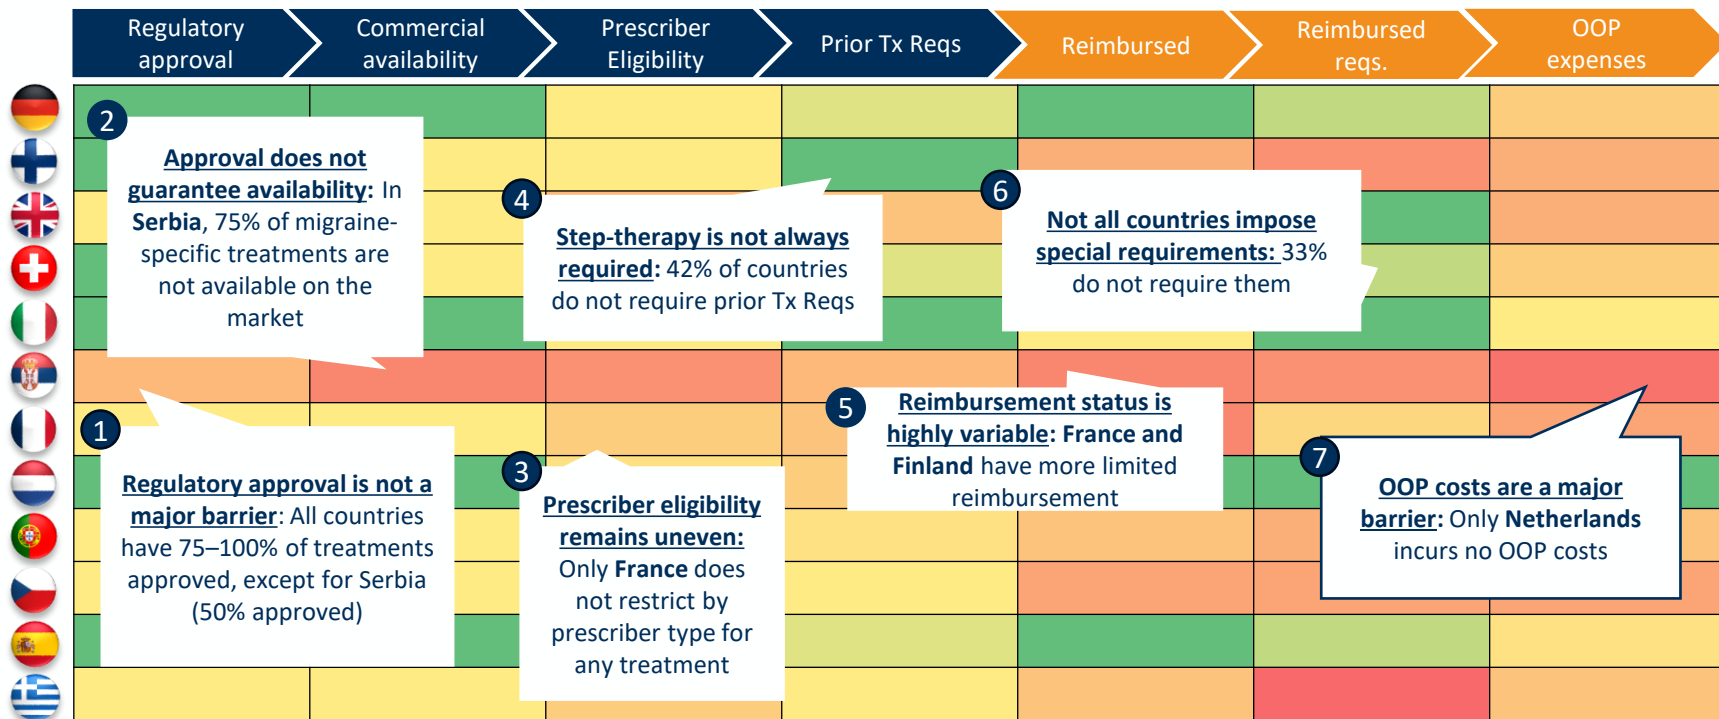 Regulatory
approval
Commercial
availability
Prescriber
Eligibility
Prior Tx Reqs
Reimbursed
Reimbursed
reqs.
OOP
expenses
2
Approval does not
guarantee availability: In
Serbia, 75% of migraine-
specific treatments are
not available on the
market
4
Step-therapy is not always
required: 42% of countries
do not require prior Tx Reqs
6
Not all countries impose
special requirements: 33%
do not require them
1
Regulatory approval is not a
major barrier: All countries
have 75–100% of treatments
approved, except for Serbia
(50% approved)
3
Prescriber eligibility
remains uneven:
Only France does
not restrict by
prescriber type for
any treatment
5
Reimbursement status is
highly variable: France and
Finland have more limited
reimbursement
7
OOP costs are a major
barrier: Only Netherlands
incurs no OOP costs